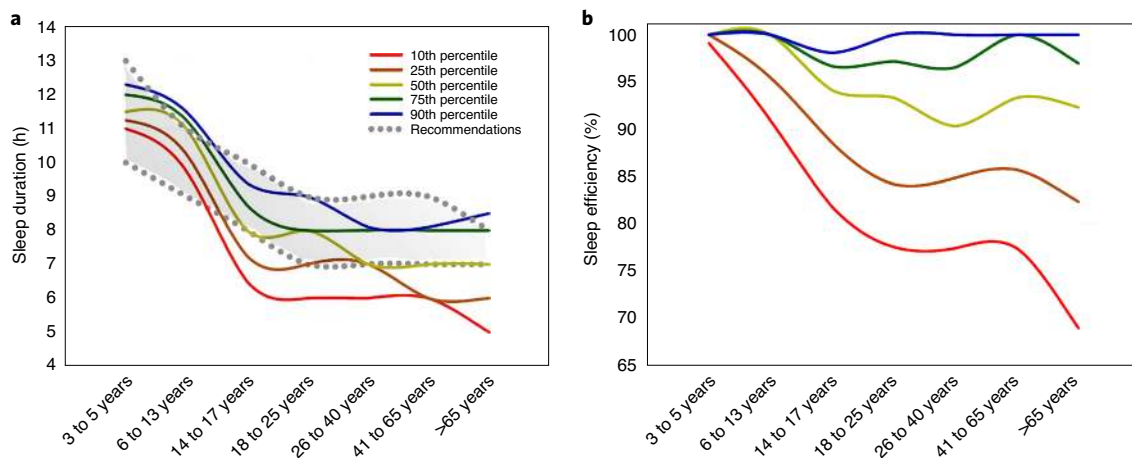 a
14
13
12
11
10
9
8
7
6
5
4
Sleep duration (h)
10th percentile
25th percentile
50th percentile
75th percentile
90th percentile
Recommendations
3 to 5 years
6 to 13 years
14 to 17 years
18 to 25 years
26 to 40 years
41 to 65 years
>65 years
b
100
95
90
85
80
75
70
65
Sleep efficiency (%)
3 to 5 years
6 to 13 years
14 to 17 years
18 to 25 years
26 to 40 years
41 to 65 years
>65 years